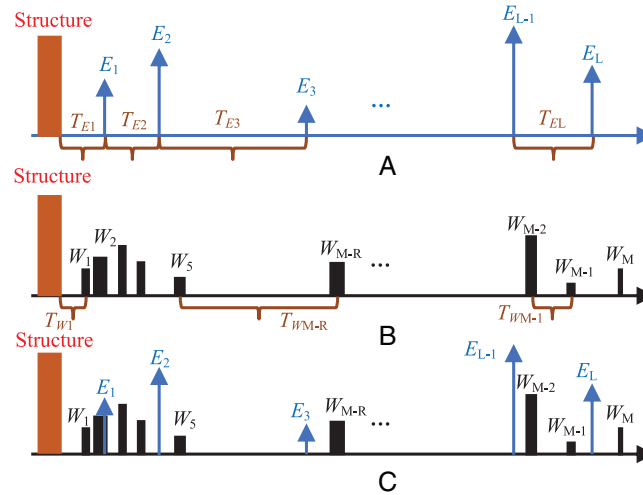 Structure
E1
E2
E3
...
EL-1
EL
TE1
TE2
TE3
TEL
A
Structure
W1
W2
W5
WM-R
...
WM-2
WM-1
WM
TW1
TWM-R
TWM-1
B
Structure
W1
E1
E2
W5
E3
WM-R
...
EL-1
WM-2
WM-1
EL
WM
C